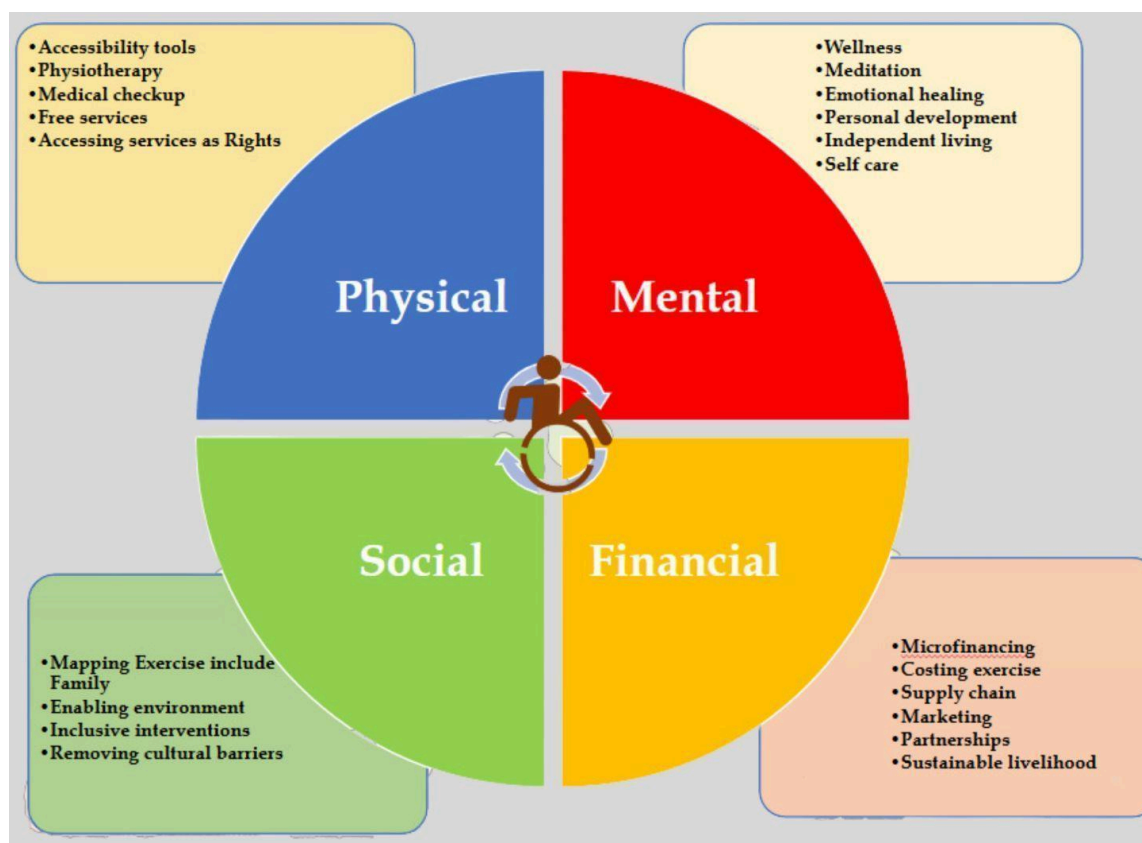 •Accessibility tools
•Physiotherapy
•Medical checkup
•Free services
•Accessing services as Rights
•Wellness
•Meditation
•Emotional healing
•Personal development
•Independent living
•Self care
Physical
Mental
Social
Financial
•Mapping Exercise include
Family
•Enabling environment
•Inclusive interventions
•Removing cultural barriers
•Microfinancing
•Costing exercise
•Supply chain
•Marketing
•Partnerships
•Sustainable livelihood